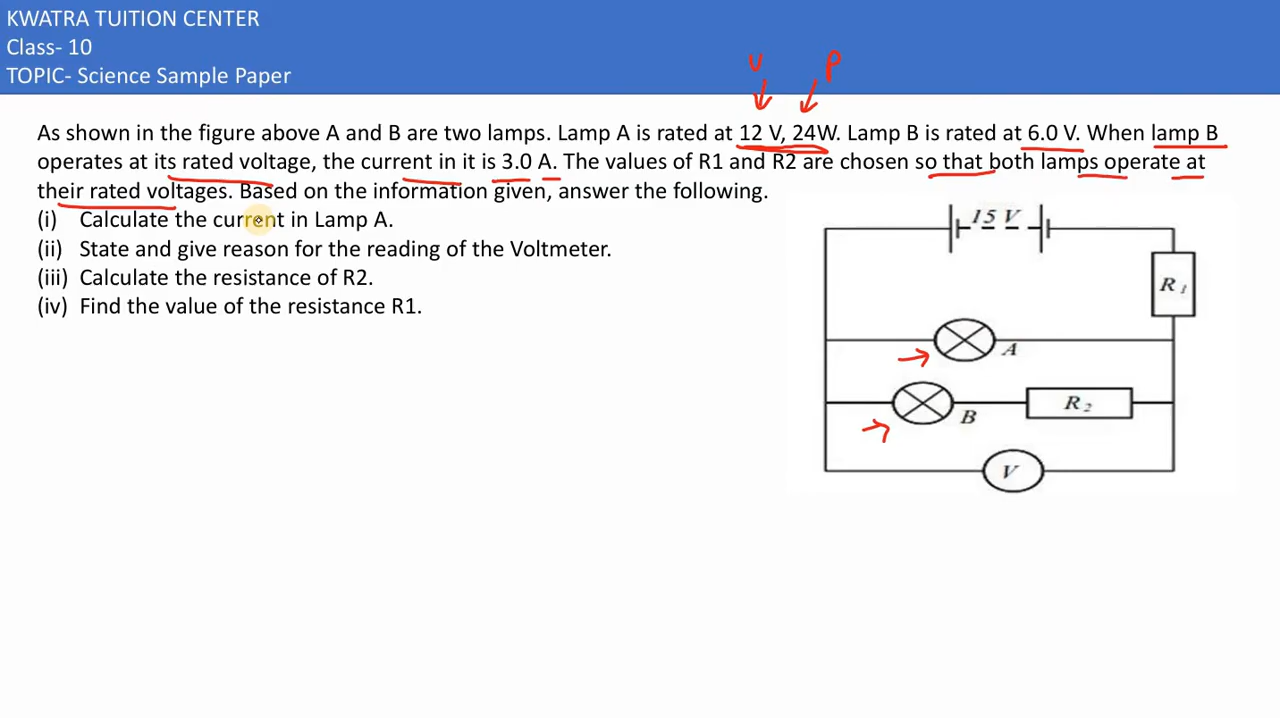 KWATRA TUITION CENTER
Class- 10
TOPIC- Science Sample Paper
V P
As shown in the figure above A and B are two lamps. Lamp A is rated at 12 V, 24W. Lamp B is rated at 6.0 V. When lamp B
operates at its rated voltage, the current in it is 3.0 A. The values of R1 and R2 are chosen so that both lamps operate at
their rated voltages. Based on the information given, answer the following.
(i) Calculate the current in Lamp A.
(ii) State and give reason for the reading of the Voltmeter.
(iii) Calculate the resistance of R2.
(iv) Find the value of the resistance R1.
15 V
R1
A
B
R2
V